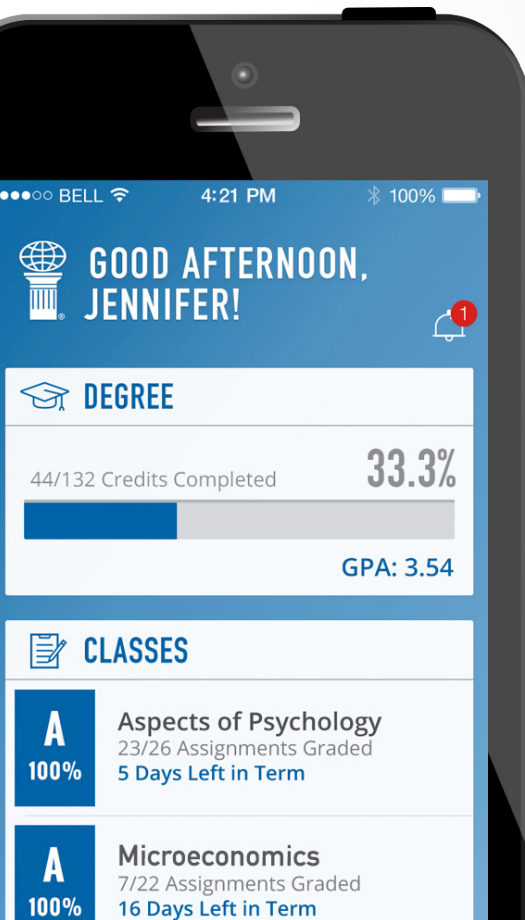 BELL 4:21 PM 100%
GOOD AFTERNOON,
JENNIFER!
1
DEGREE
44/132 Credits Completed 33.3%
GPA: 3.54
CLASSES
A
100%
Aspects of Psychology
23/26 Assignments Graded
5 Days Left in Term
A
100%
Microeconomics
7/22 Assignments Graded
16 Days Left in Term